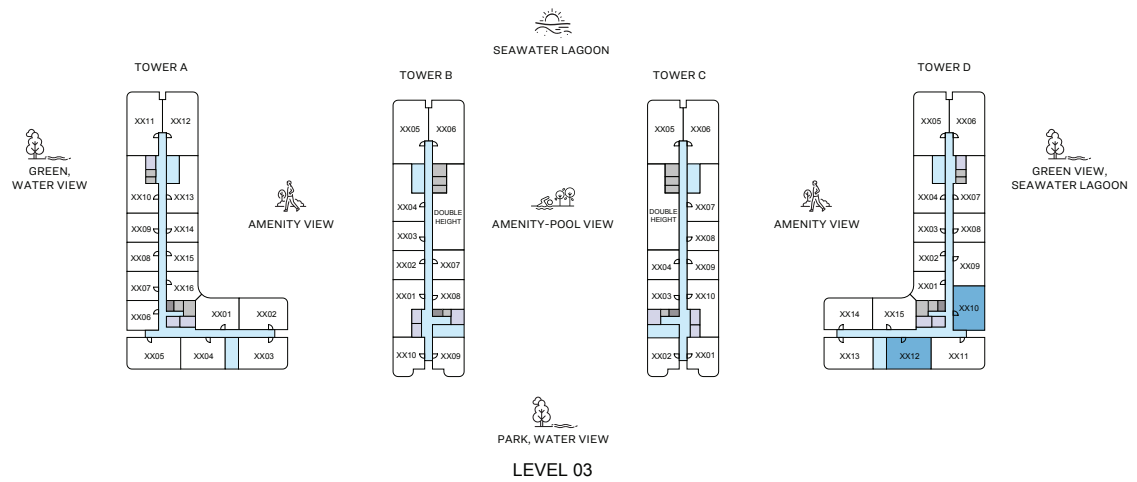 SEAWATER LAGOON
TOWER A
TOWER B
TOWER C
TOWER D
GREEN,
WATER VIEW
AMENITY VIEW
AMENITY-POOL VIEW
AMENITY VIEW
GREEN VIEW,
SEAWATER LAGOON
XX11 XX12
XX10 XX13
XX09 XX14
XX08 XX15
XX07 XX16
XX06 XX01 XX02
XX05 XX04 XX03
XX05 XX06
XX04
DOUBLE
HEIGHT
XX03
XX02 XX07
XX01 XX08
XX10 XX09
XX05 XX06
XX07
DOUBLE
HEIGHT
XX08
XX04 XX09
XX03 XX10
XX02 XX01
XX05 XX06
XX04 XX07
XX03 XX08
XX02 XX09
XX01
XX14 XX15 XX10
XX13 XX12 XX11
PARK, WATER VIEW
LEVEL 03